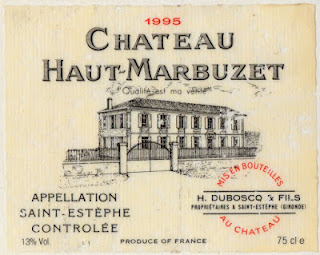 1995
CHATEAU
HAUT-MARBUZET
"Qualité est ma vérité"
MIS EN BOUTEILLES
H. DUBOSCQ & FILS
PROPRIÉTAIRES A SAINT-ESTÈPHE (GIRONDE)
AU CHATEAU
APPELLATION
SAINT-ESTÈPHE
CONTROLÉE
13% Vol.
PRODUCE OF FRANCE
75 cl e